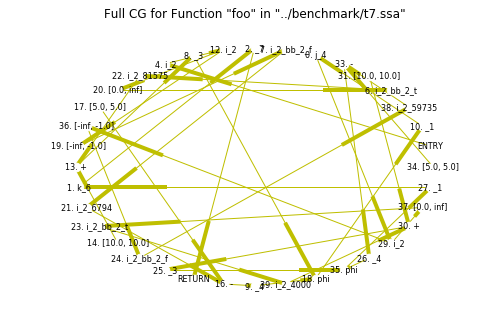 Full CG for Function "foo" in "../benchmark/t7.ssa"
12. i_2
7. i_2_bb_2_f
8. _3
6. j_4
4. i_2
33. -
22. i_2_81575
31. [10.0, 10.0]
20. [0.0, inf]
17. [5.0, 5.0]
38. i_2_59735
36. [-inf, -1.0]
10. _1
19. [-inf, -1.0]
ENTRY
13. +
34. [5.0, 5.0]
1. k_6
27. _1
21. i_2_6794
37. [0.0, inf]
23. i_2_bb_2_t
30. +
14. [10.0, 10.0]
29. i_2
24. i_2_bb_2_f
26. _4
25. _3
35. phi
RETURN
18. phi
16. -
9. _4
39. i_2_4000